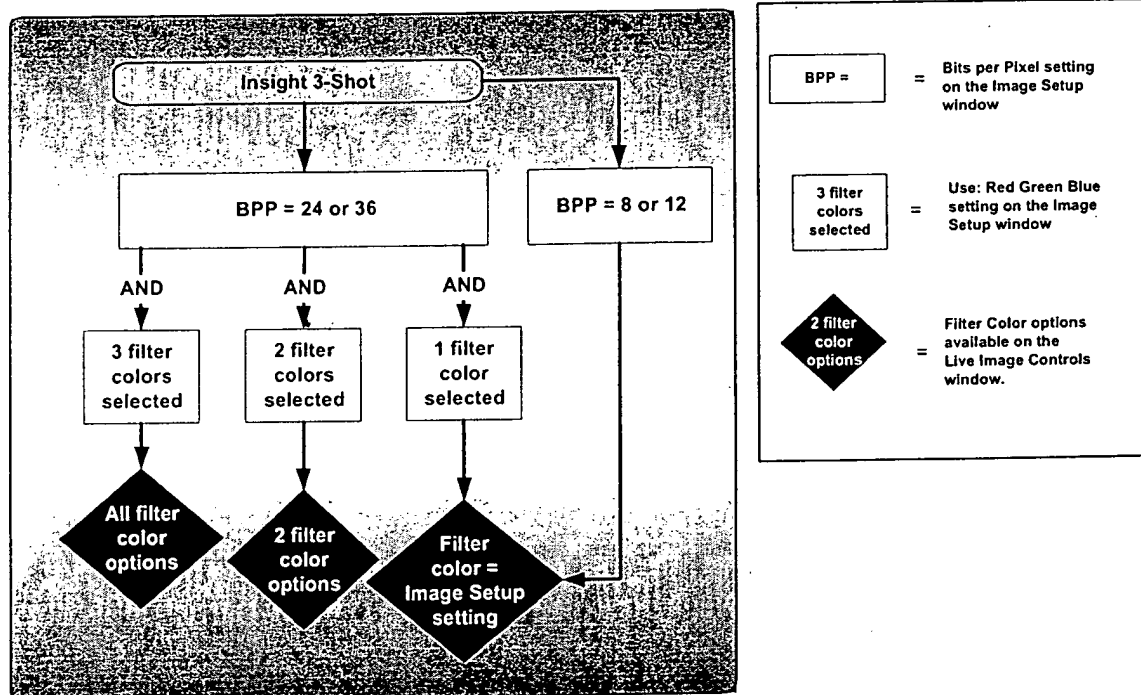 Insight 3-Shot
BPP = 24 or 36
BPP = 8 or 12
AND
AND
AND
3 filter
colors
selected
2 filter
colors
selected
1 filter
color
selected
All filter
color
options
2 filter
color
options
Filter
color =
Image Setup
setting
BPP =
=
Bits per Pixel setting
on the Image Setup
window
3 filter
colors
selected
=
Use: Red Green Blue
setting on the Image
Setup window
2 filter
color
options
=
Filter Color options
available on the
Live Image Controls
window.